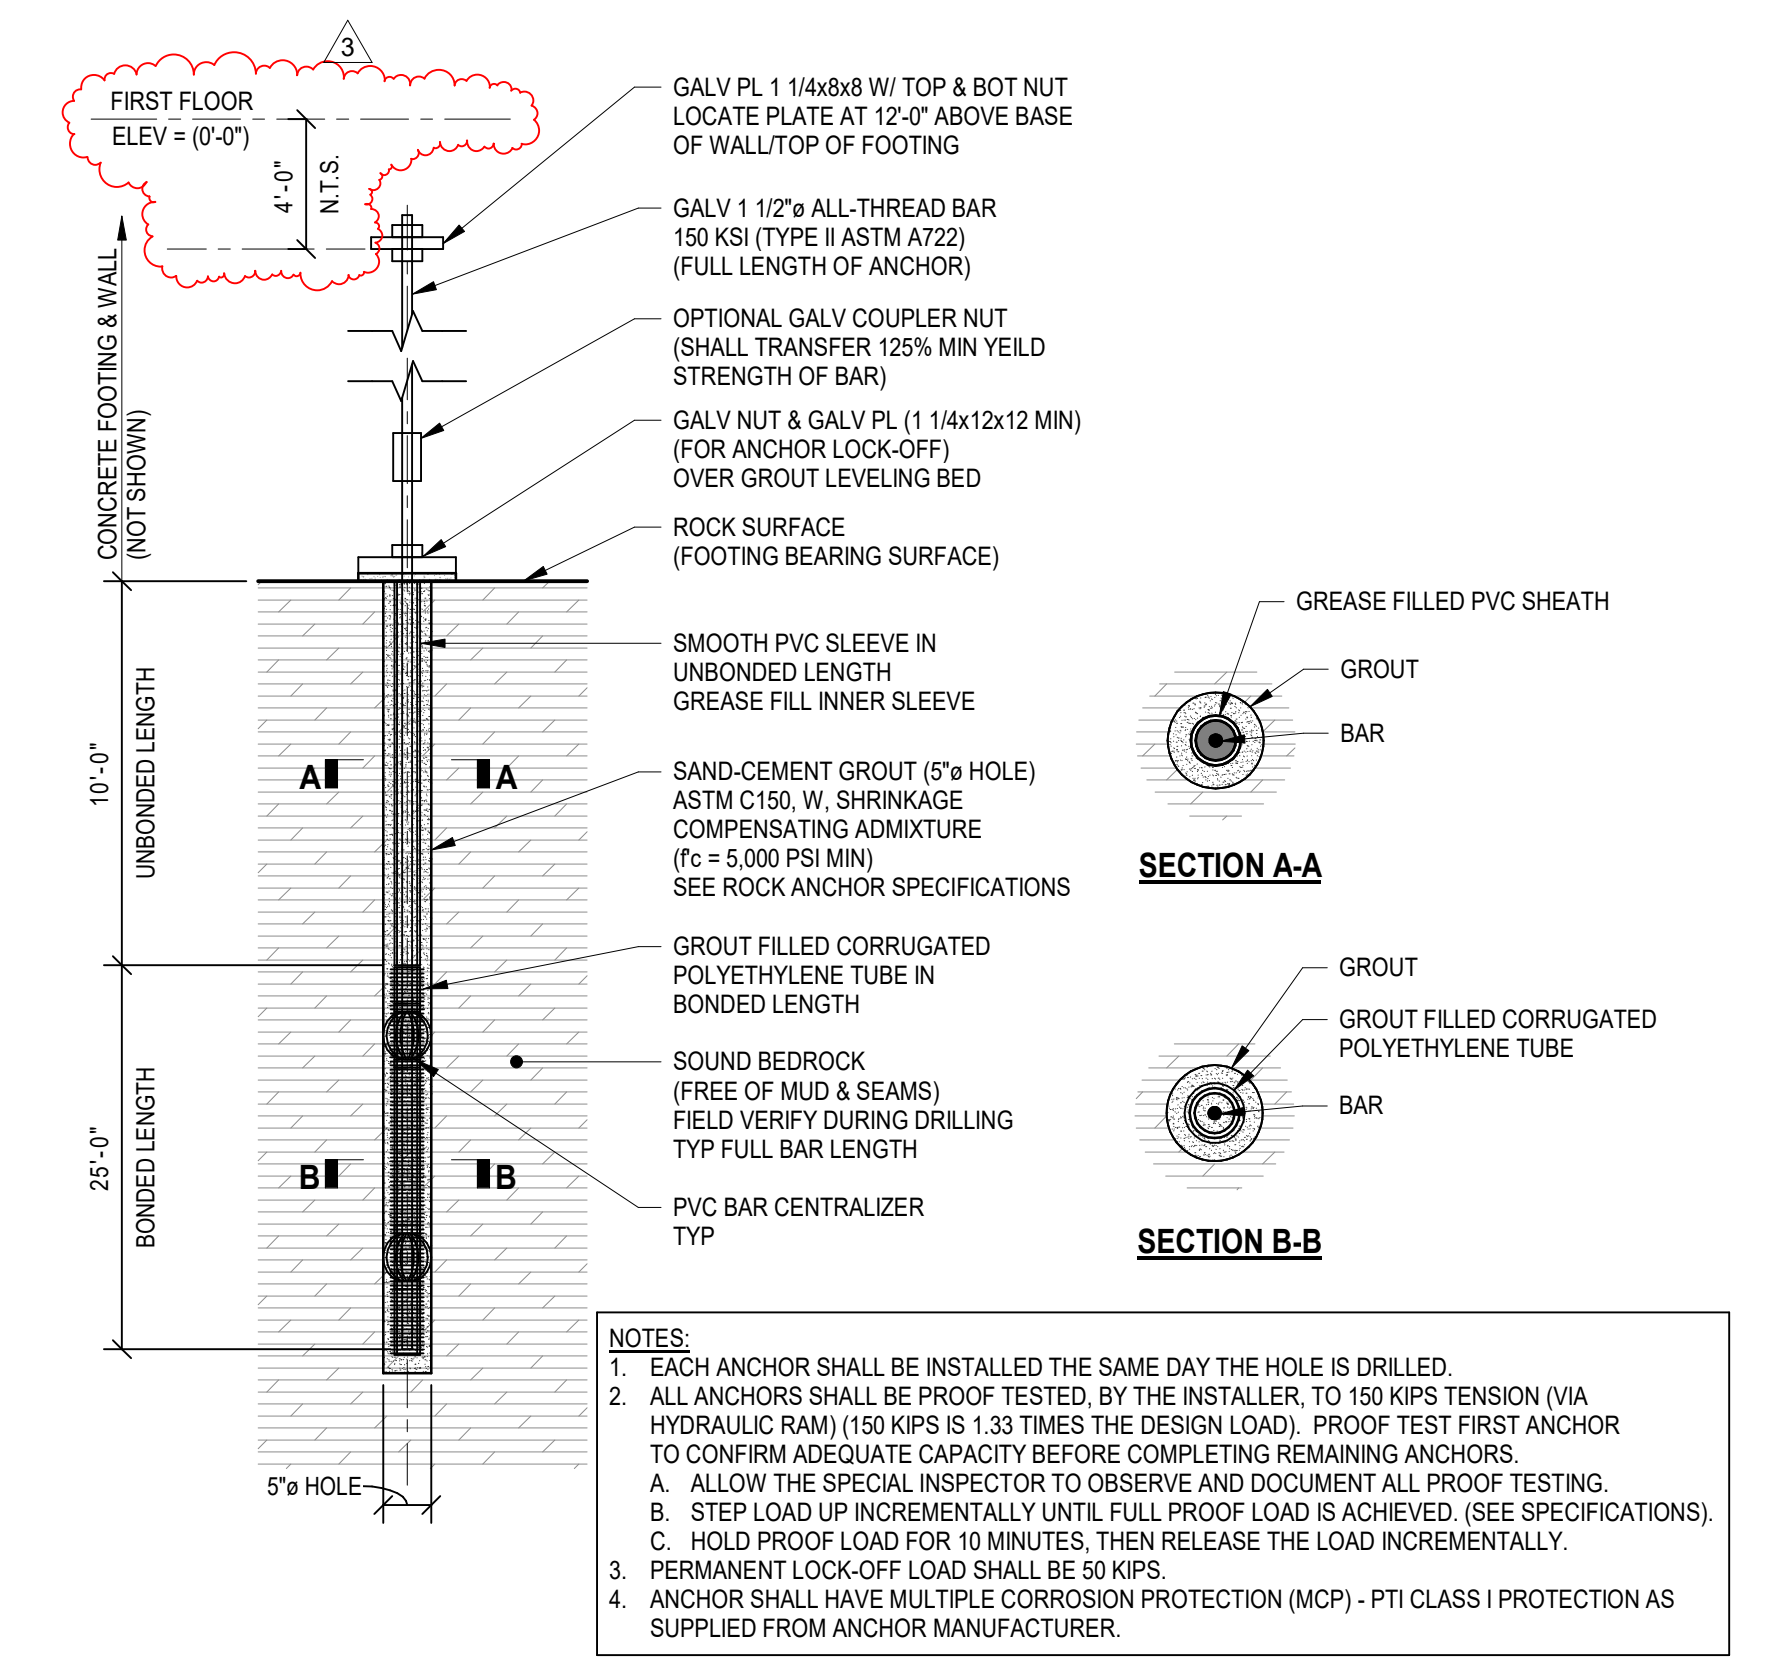 3
FIRST FLOOR
ELEV = (0'-0")
4'-0"
N.T.S.
GALV PL 1 1/4x8x8 W/ TOP & BOT NUT
LOCATE PLATE AT 12'-0" ABOVE BASE
OF WALL/TOP OF FOOTING
GALV 1 1/2"ø ALL-THREAD BAR
150 KSI (TYPE II ASTM A722)
(FULL LENGTH OF ANCHOR)
OPTIONAL GALV COUPLER NUT
(SHALL TRANSFER 125% MIN YEILD
STRENGTH OF BAR)
GALV NUT & GALV PL (1 1/4x12x12 MIN)
(FOR ANCHOR LOCK-OFF)
OVER GROUT LEVELING BED
ROCK SURFACE
(FOOTING BEARING SURFACE)
CONCRETE FOOTING & WALL
(NOT SHOWN)
10'-0"
UNBONDED LENGTH
SMOOTH PVC SLEEVE IN
UNBONDED LENGTH
GREASE FILL INNER SLEEVE
A
A
SAND-CEMENT GROUT (5"ø HOLE)
ASTM C150, W, SHRINKAGE
COMPENSATING ADMIXTURE
(f'c = 5,000 PSI MIN)
SEE ROCK ANCHOR SPECIFICATIONS
GROUT FILLED CORRUGATED
POLYETHYLENE TUBE IN
BONDED LENGTH
SOUND BEDROCK
(FREE OF MUD & SEAMS)
FIELD VERIFY DURING DRILLING
TYP FULL BAR LENGTH
25'-0"
BONDED LENGTH
B
B
PVC BAR CENTRALIZER
TYP
5"ø HOLE
GREASE FILLED PVC SHEATH
GROUT
BAR
SECTION A-A
GROUT
GROUT FILLED CORRUGATED
POLYETHYLENE TUBE
BAR
SECTION B-B
NOTES:
1. EACH ANCHOR SHALL BE INSTALLED THE SAME DAY THE HOLE IS DRILLED.
2. ALL ANCHORS SHALL BE PROOF TESTED, BY THE INSTALLER, TO 150 KIPS TENSION (VIA
HYDRAULIC RAM) (150 KIPS IS 1.33 TIMES THE DESIGN LOAD). PROOF TEST FIRST ANCHOR
TO CONFIRM ADEQUATE CAPACITY BEFORE COMPLETING REMAINING ANCHORS.
A. ALLOW THE SPECIAL INSPECTOR TO OBSERVE AND DOCUMENT ALL PROOF TESTING.
B. STEP LOAD UP INCREMENTALLY UNTIL FULL PROOF LOAD IS ACHIEVED. (SEE SPECIFICATIONS).
C. HOLD PROOF LOAD FOR 10 MINUTES, THEN RELEASE THE LOAD INCREMENTALLY.
3. PERMANENT LOCK-OFF LOAD SHALL BE 50 KIPS.
4. ANCHOR SHALL HAVE MULTIPLE CORROSION PROTECTION (MCP) - PTI CLASS I PROTECTION AS
SUPPLIED FROM ANCHOR MANUFACTURER.